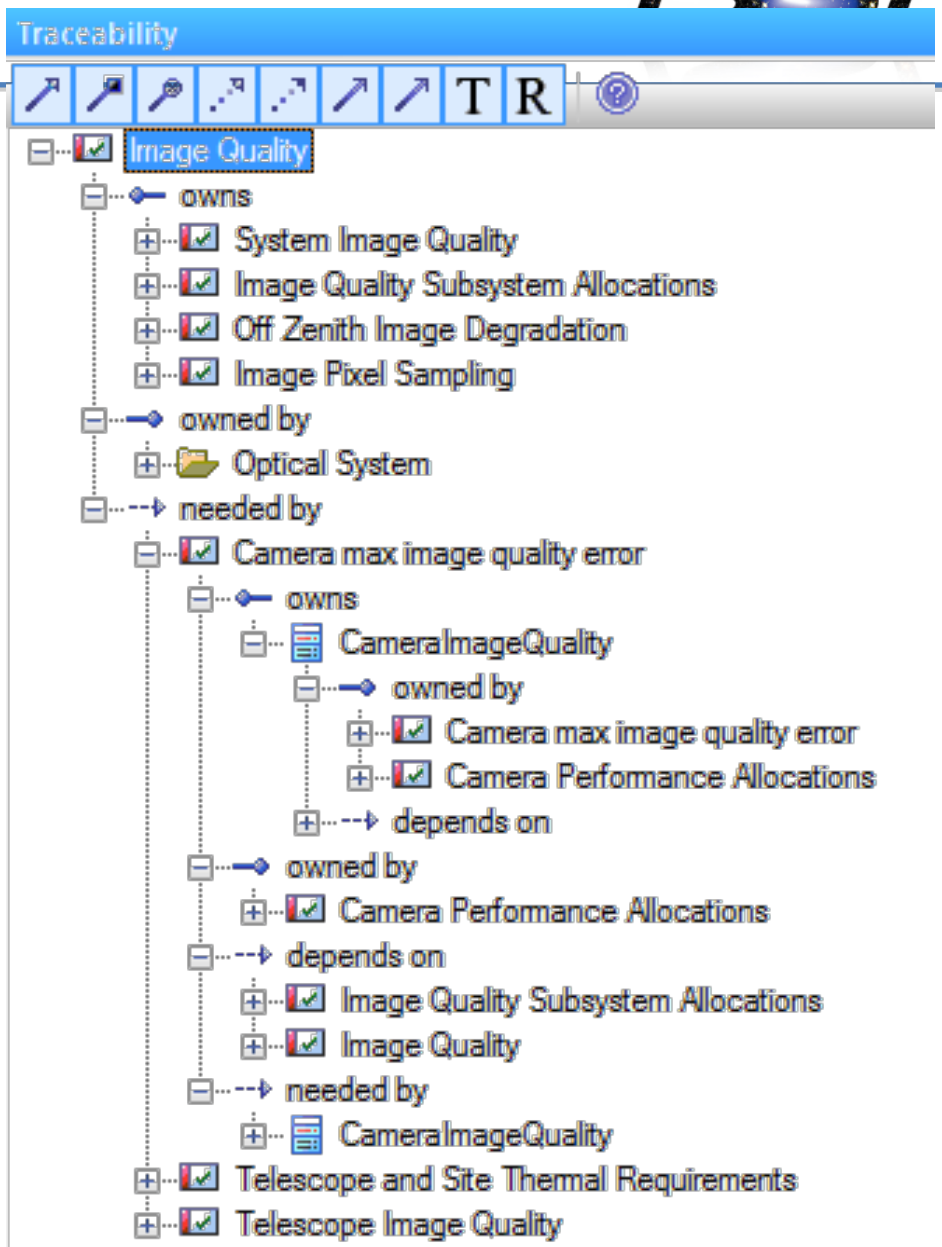 Traceability
T R
Image Quality
owns
System Image Quality
Image Quality Subsystem Allocations
Off Zenith Image Degradation
Image Pixel Sampling
owned by
Optical System
needed by
Camera max image quality error
owns
CameraImageQuality
owned by
Camera max image quality error
Camera Performance Allocations
depends on
owned by
Camera Performance Allocations
depends on
Image Quality Subsystem Allocations
Image Quality
needed by
CameraImageQuality
Telescope and Site Thermal Requirements
Telescope Image Quality